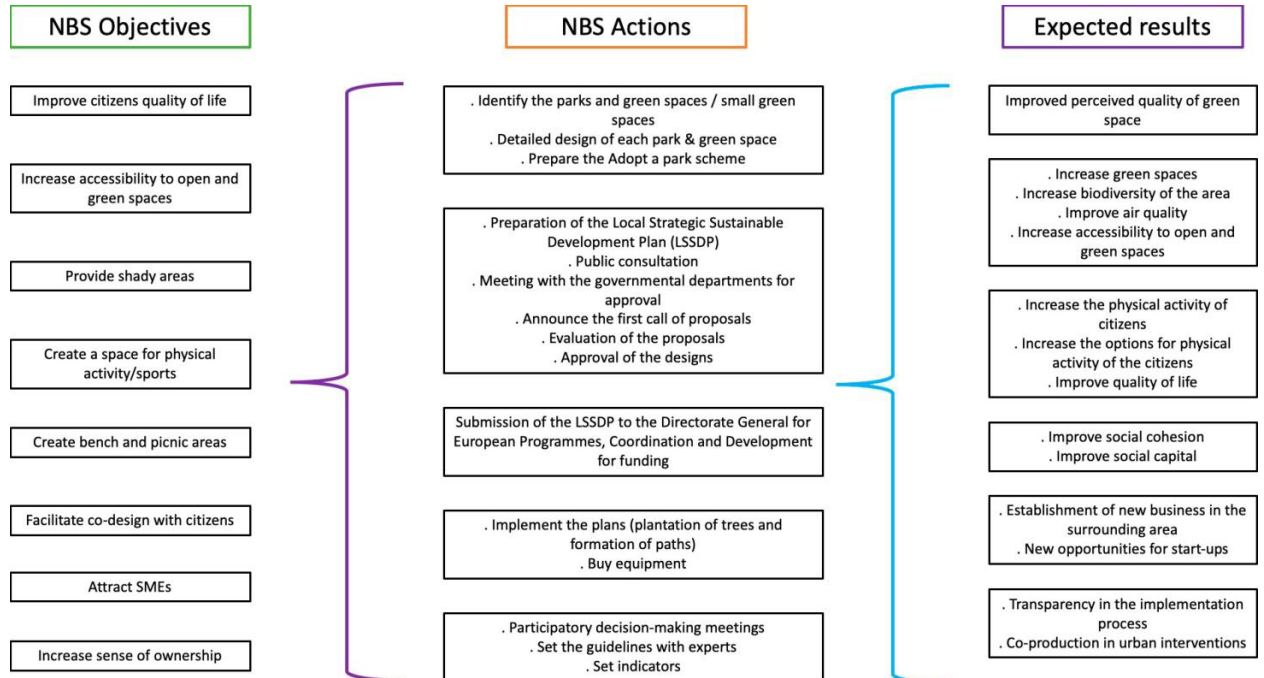 NBS Objectives
Improve citizens quality of life
Increase accessibility to open and
green spaces
Provide shady areas
Create a space for physical
activity/sports
Create bench and picnic areas
Facilitate co-design with citizens
Attract SMEs
Increase sense of ownership
NBS Actions
. Identify the parks and green spaces / small green
spaces
. Detailed design of each park & green space
. Prepare the Adopt a park scheme
. Preparation of the Local Strategic Sustainable
Development Plan (LSSDP)
. Public consultation
. Meeting with the governmental departments for
approval
. Announce the first call of proposals
. Evaluation of the proposals
. Approval of the designs
Submission of the LSSDP to the Directorate General for
European Programmes, Coordination and Development
for funding
. Implement the plans (plantation of trees and
formation of paths)
. Buy equipment
. Participatory decision-making meetings
. Set the guidelines with experts
. Set indicators
Expected results
Improved perceived quality of green
space
. Increase green spaces
. Increase biodiversity of the area
. Improve air quality
. Increase accessibility to open and
green spaces
. Increase the physical activity of
citizens
. Increase the options for physical
activity of the citizens
. Improve quality of life
. Improve social cohesion
. Improve social capital
. Establishment of new business in the
surrounding area
. New opportunities for start-ups
. Transparency in the implementation
process
. Co-production in urban interventions